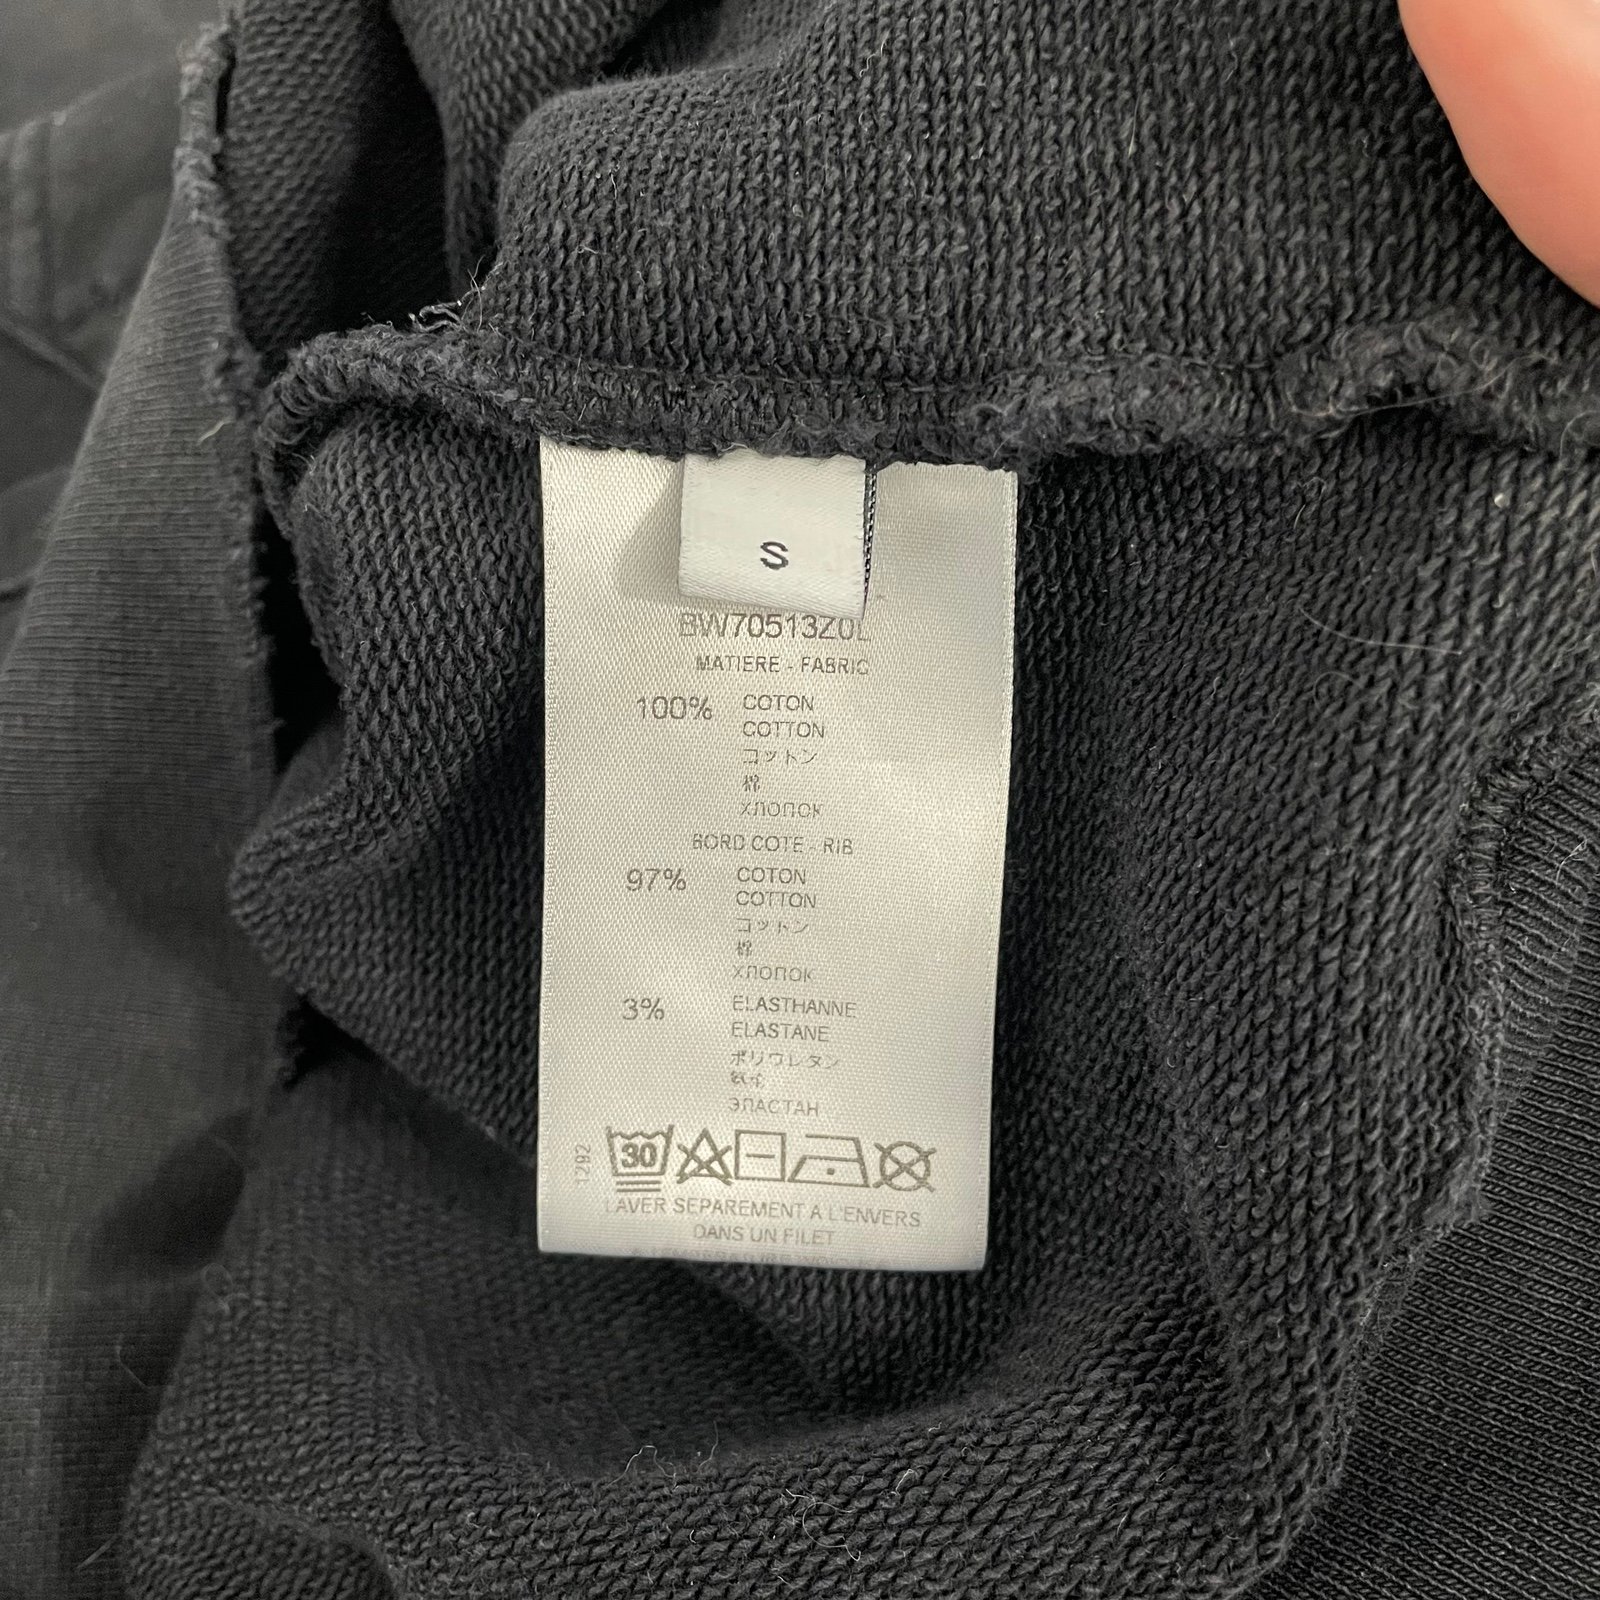 S
BW70513Z0L
MATIERE - FABRIC
100% COTON
COTTON
コットン
棉
ХЛОПОК
BORD COTE - RIB
97% COTON
COTTON
コットン
棉
ХЛОПОК
3% ELASTHANNE
ELASTANE
ポリウレタン
ЭЛАСТАН
1292
30
LAVER SEPAREMENT A L'ENVERS
DANS UN FILET